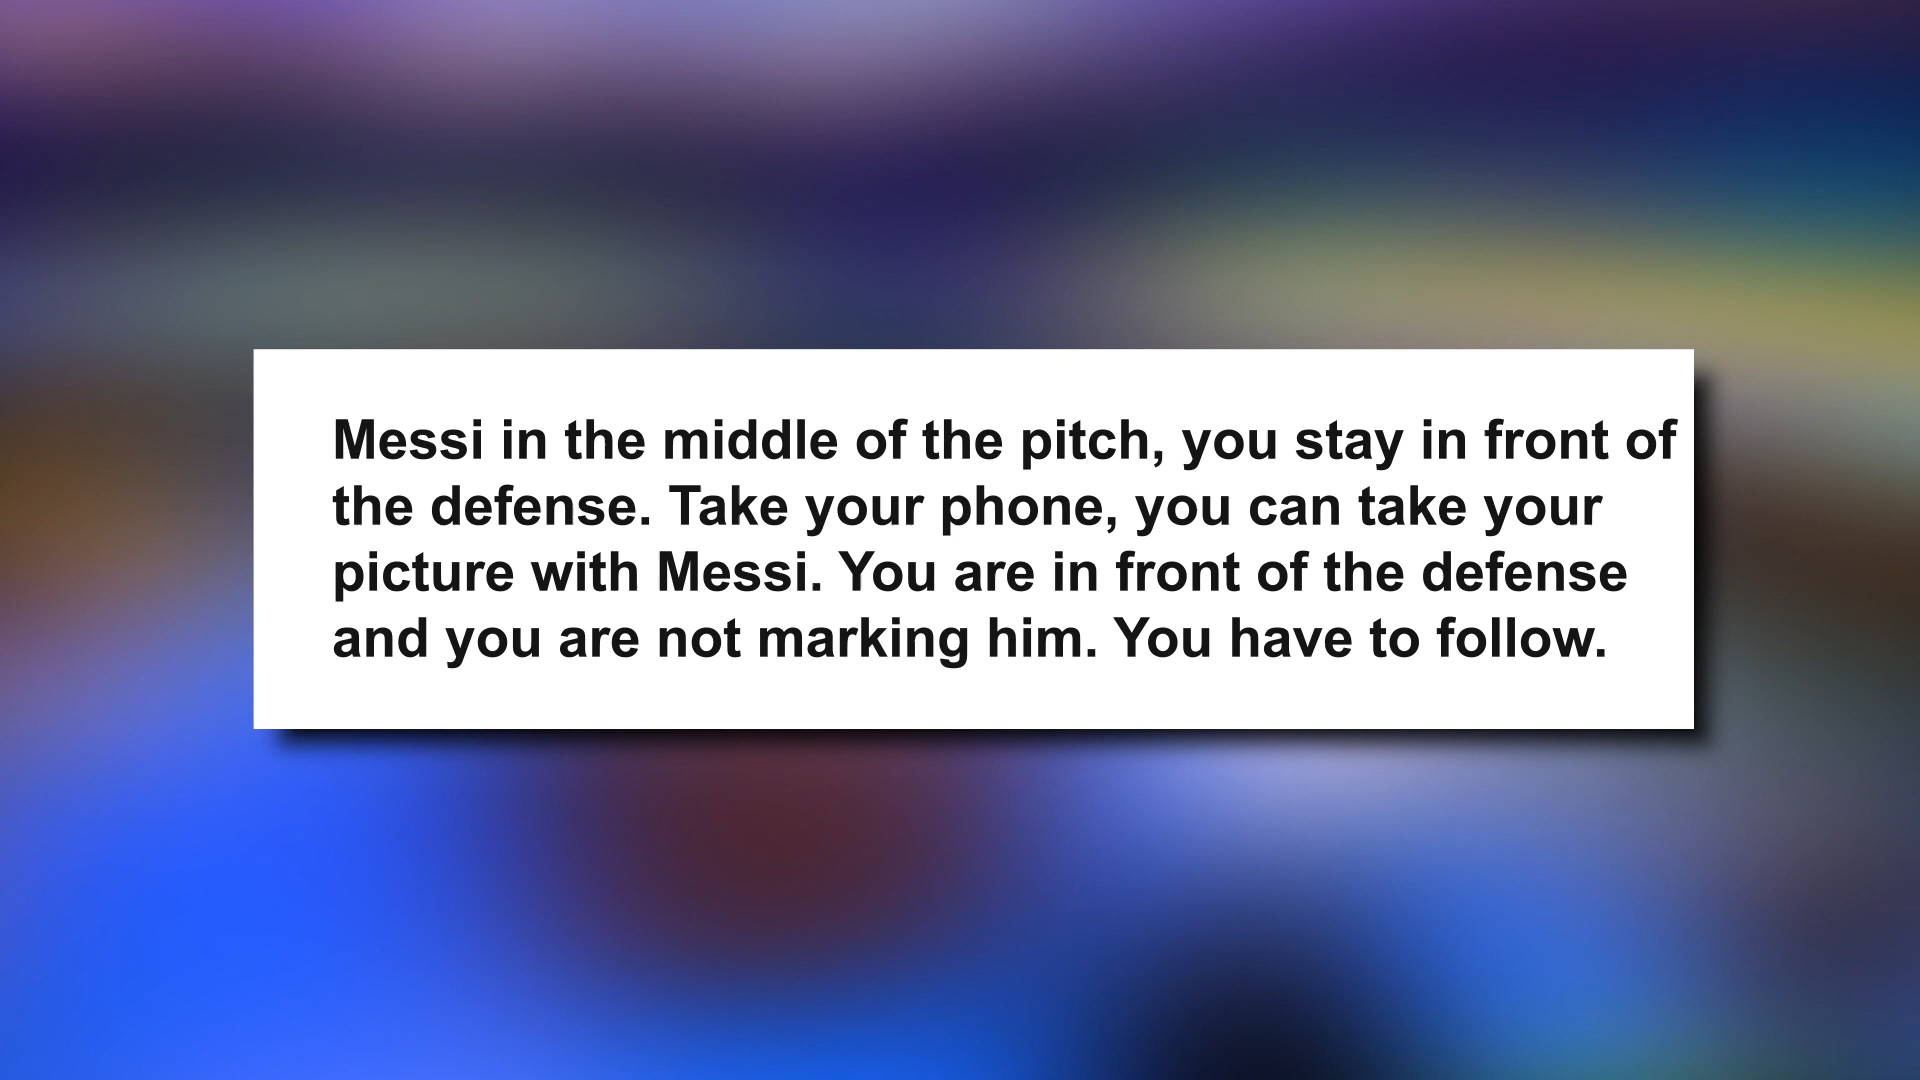 Messi in the middle of the pitch, you stay in front of
the defense. Take your phone, you can take your
picture with Messi. You are in front of the defense
and you are not marking him. You have to follow.